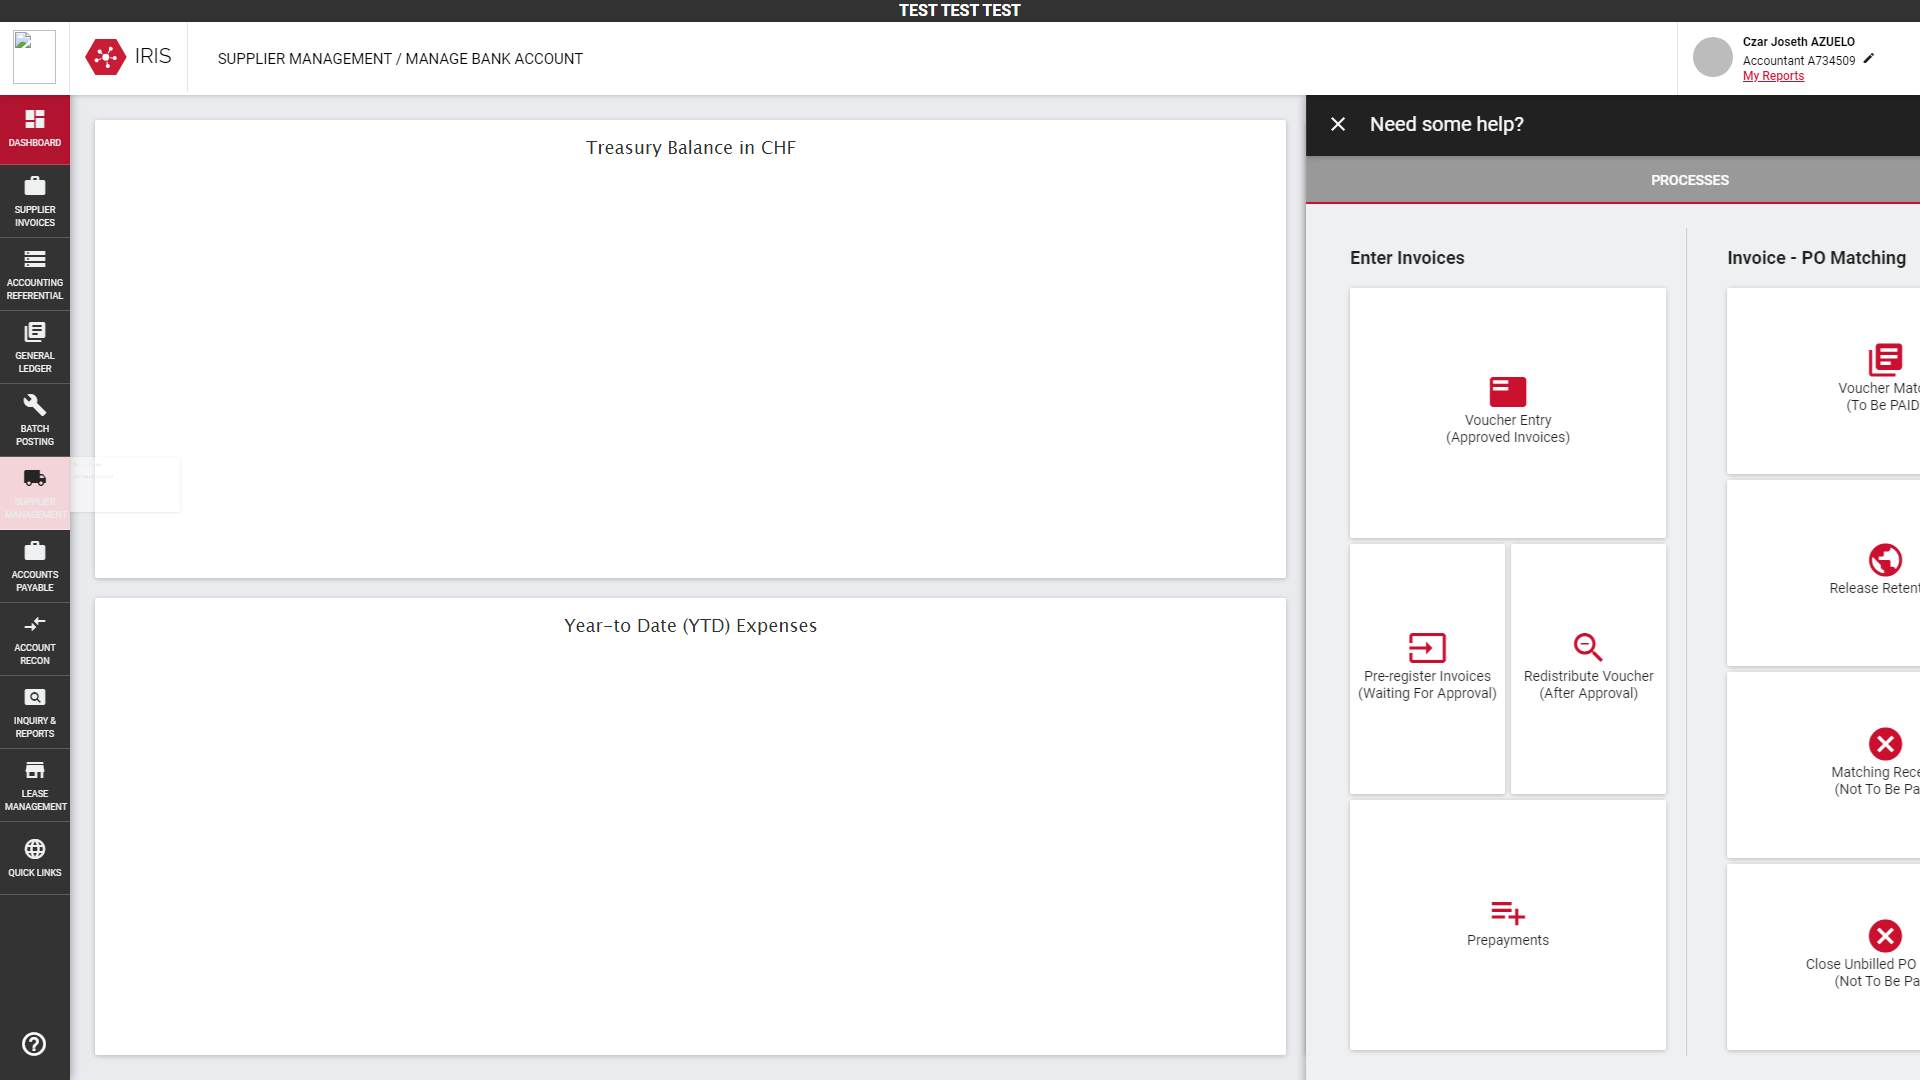 TEST TEST TEST
IRIS
SUPPLIER MANAGEMENT / MANAGE BANK ACCOUNT
Czar Joseth AZUELO
Accountant A734509
My Reports
DASHBOARD
SUPPLIER
INVOICES
ACCOUNTING
REFERENTIAL
GENERAL
LEDGER
BATCH
POSTING
SUPPLIER
MANAGEMENT
ACCOUNTS
PAYABLE
ACCOUNT
RECON
INQUIRY &
REPORTS
LEASE
MANAGEMENT
QUICK LINKS
Treasury Balance in CHF
Year-to Date (YTD) Expenses
Need some help?
PROCESSES
Enter Invoices
Voucher Entry
(Approved Invoices)
Pre-register Invoices
(Waiting For Approval)
Redistribute Voucher
(After Approval)
Prepayments
Invoice - PO Matching
Voucher Matc
(To Be PAID
Release Retent
Matching Rece
(Not To Be Pa
Close Unbilled PO
(Not To Be Pa